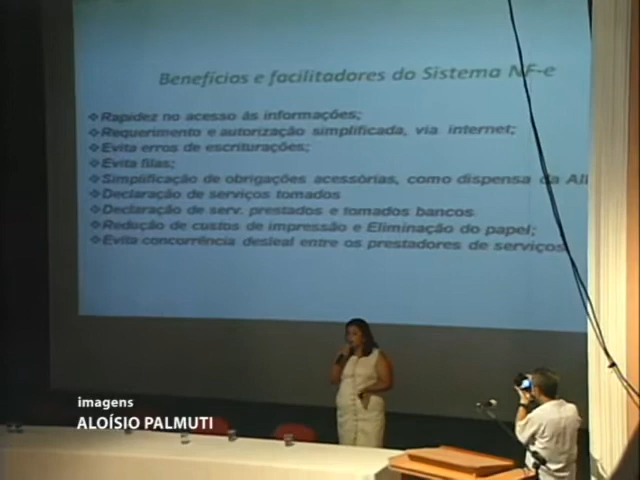 Benefícios e facilitadores do Sistema NF-e
❖Rapidez no acesso ás informações;
❖Requerimento e autorização simplificada, via internet;
❖Evita erros de escriturações;
❖Evita filas;
❖Simplificação de obrigações acessórias, como dispensa da
❖Declaração de serviços tomados
❖Declaração de serv. prestados e tomados bancos
❖Redução de custos de impressão e Eliminação do papel;
❖Evita concorrência desleal entre os prestadores de serviços
imagens
ALOÍSIO PALMUTI